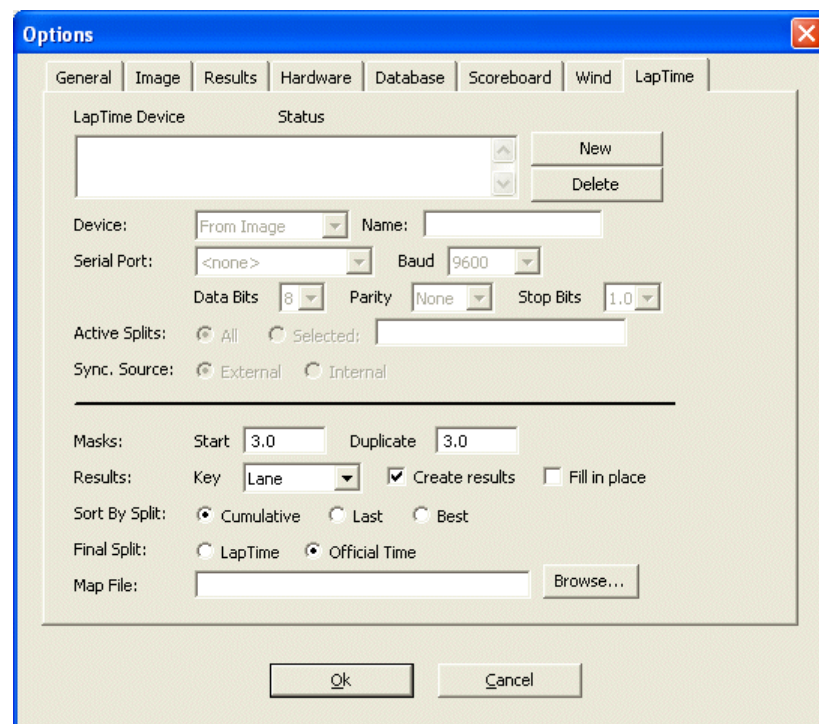 Options
General Image Results Hardware Database Scoreboard Wind LapTime
LapTime Device Status
New
Delete
Device: From Image Name:
Serial Port: <none> Baud 9600
Data Bits 8 Parity None Stop Bits 1.0
Active Splits: All Selected:
Sync. Source: External Internal
Masks: Start 3.0 Duplicate 3.0
Results: Key Lane Create results Fill in place
Sort By Split: Cumulative Last Best
Final Split: LapTime Official Time
Map File: Browse...
Ok Cancel